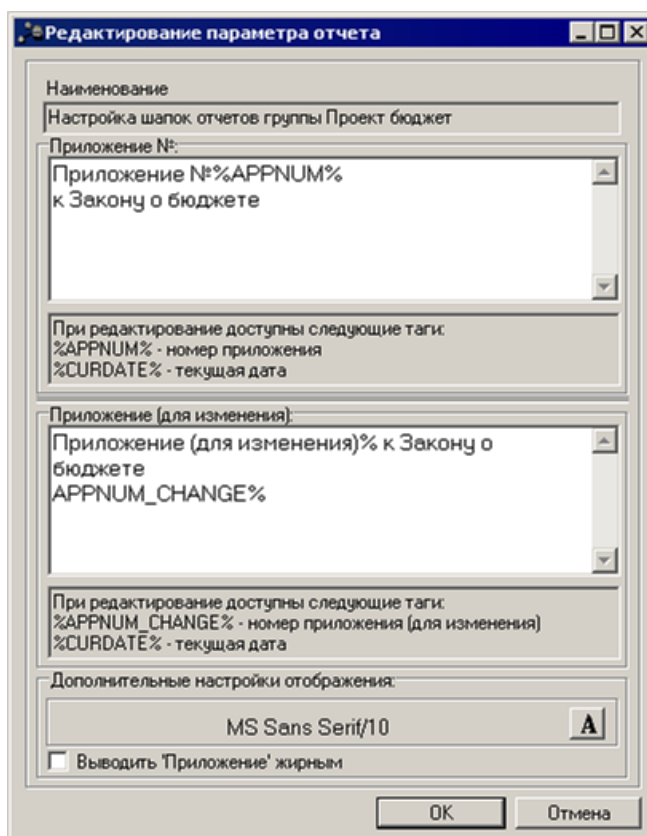 Редактирование параметра отчета
Наименование
Настройка шапок отчетов группы Проект бюджет
Приложение №:
Приложение №%APPNUM%
к Закону о бюджете
При редактирование доступны следующие таги:
%APPNUM% - номер приложения
%CURDATE% - текущая дата
Приложение (для изменения):
Приложение (для изменения)% к Закону о
бюджете
APPNUM_CHANGE%
При редактирование доступны следующие таги:
%APPNUM_CHANGE% - номер приложения (для изменения)
%CURDATE% - текущая дата
Дополнительные настройки отображения:
MS Sans Serif/10
A
Выводить 'Приложение' жирным
OK
Отмена